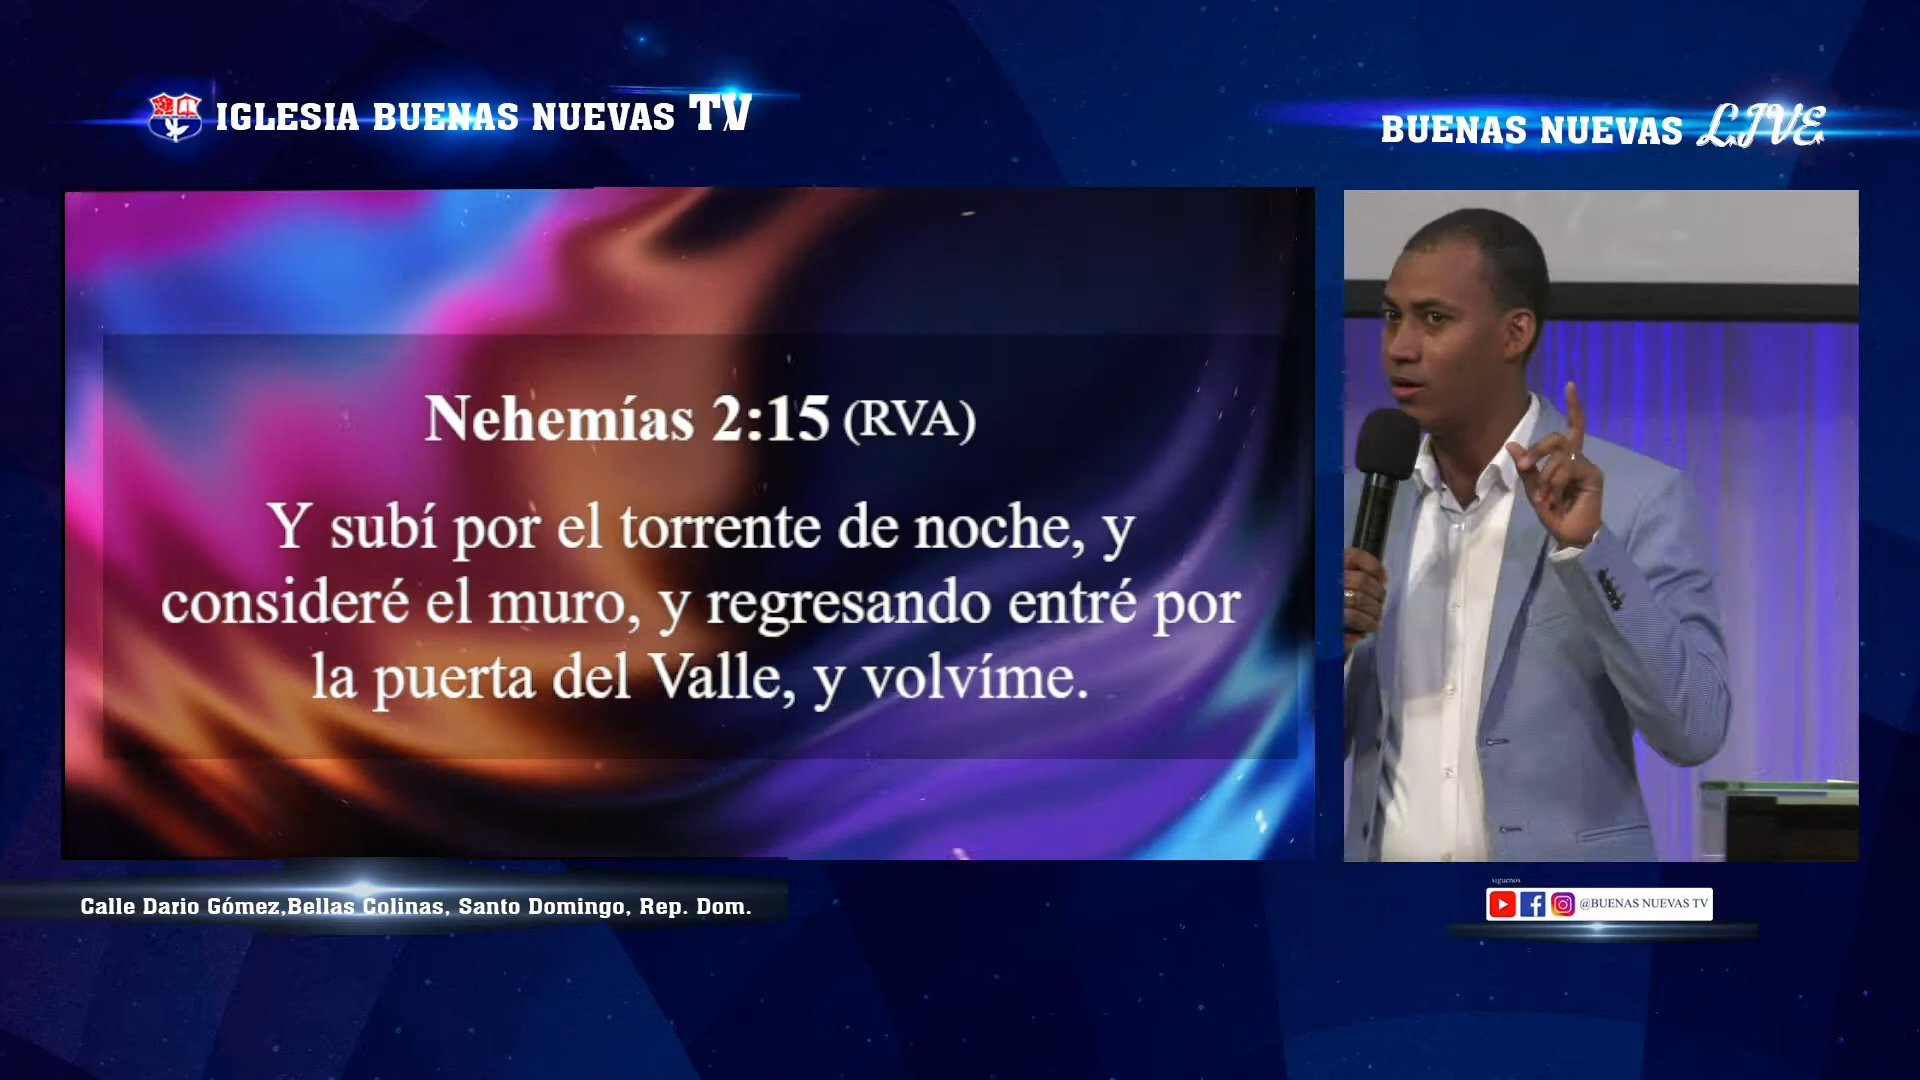 IGLESIA BUENAS NUEVAS TV
BUENAS NUEVAS LIVE
Nehemías 2:15 (RVA)
Y subí por el torrente de noche, y
consideré el muro, y regresando entré por
la puerta del Valle, y volvíme.
Calle Dario Gómez,Bellas Colinas, Santo Domingo, Rep. Dom.
siguenos
@BUENAS NUEVAS TV